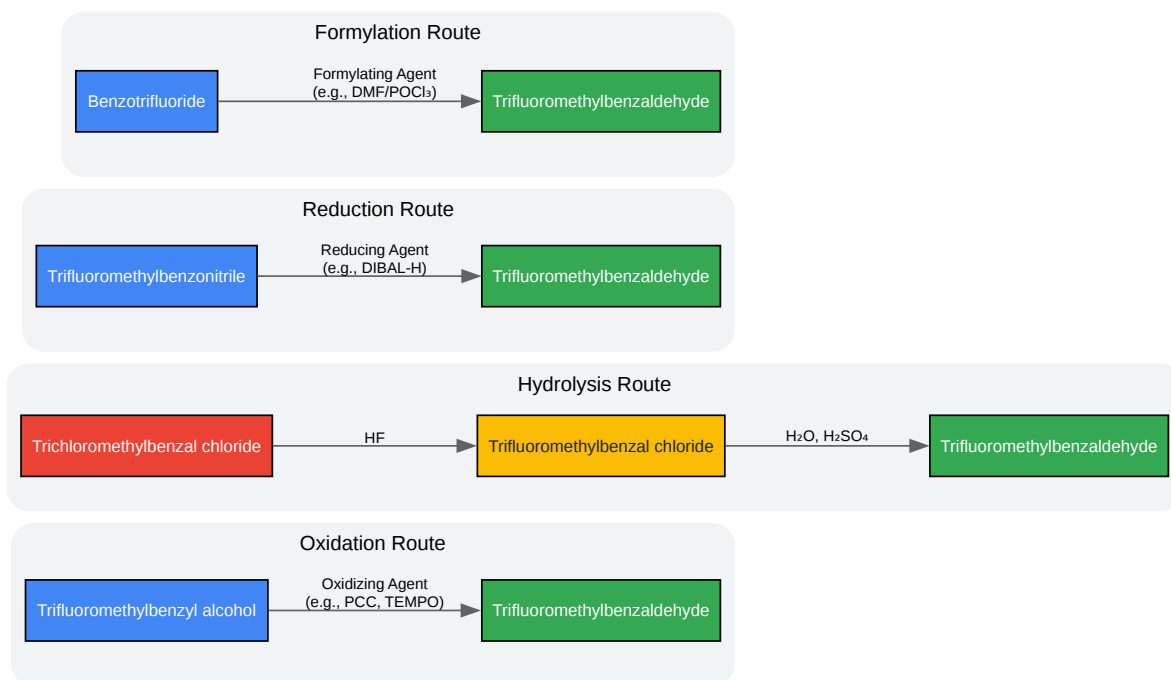 Formylation Route
Benzotrifluoride
Formylating Agent
(e.g., DMF/POCl₃)
Trifluoromethylbenzaldehyde
Reduction Route
Trifluoromethylbenzonitrile
Reducing Agent
(e.g., DIBAL-H)
Trifluoromethylbenzaldehyde
Hydrolysis Route
Trichloromethylbenzal chloride
HF
Trifluoromethylbenzal chloride
H₂O, H₂SO₄
Trifluoromethylbenzaldehyde
Oxidation Route
Trifluoromethylbenzyl alcohol
Oxidizing Agent
(e.g., PCC, TEMPO)
Trifluoromethylbenzaldehyde